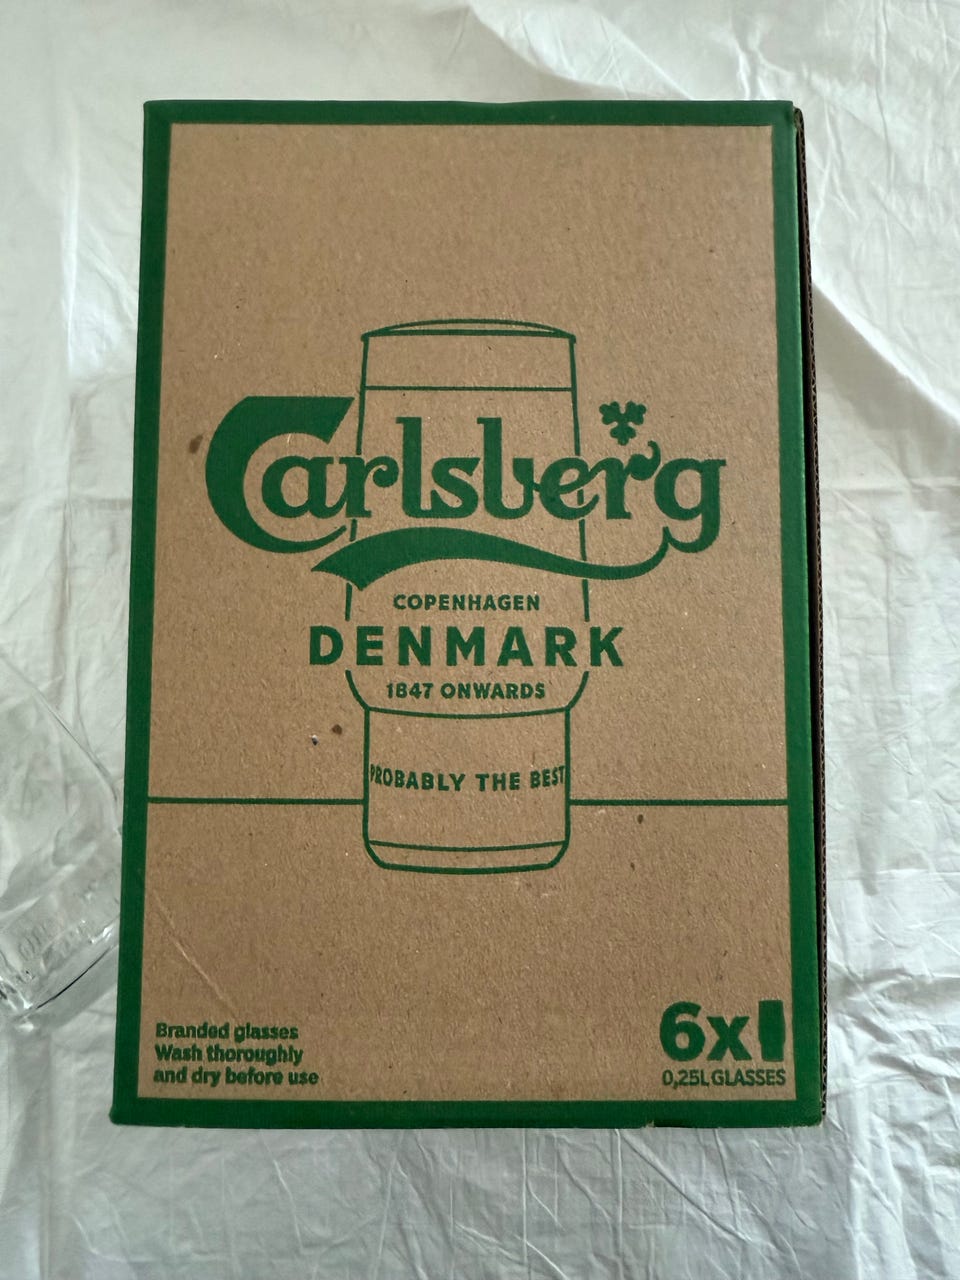 Carlsberg
COPENHAGEN
DENMARK
1847 ONWARDS
PROBABLY THE BEST
Branded glasses
Wash thoroughly
and dry before use
6x
0,25L GLASSES